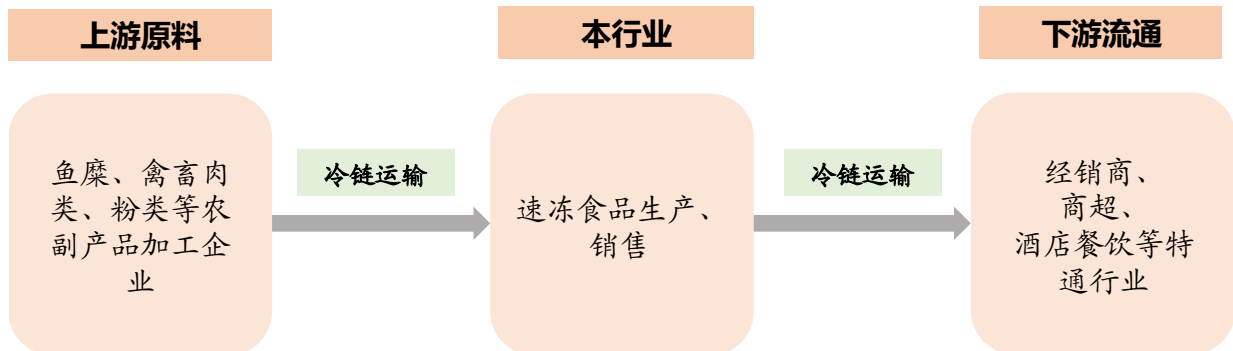 上游原料
本行业
下游流通
鱼糜、禽畜肉
类、粉类等农
副产品加工企
业
冷链运输
速冻食品生产、
销售
冷链运输
经销商、
商超、
酒店餐饮等特
通行业